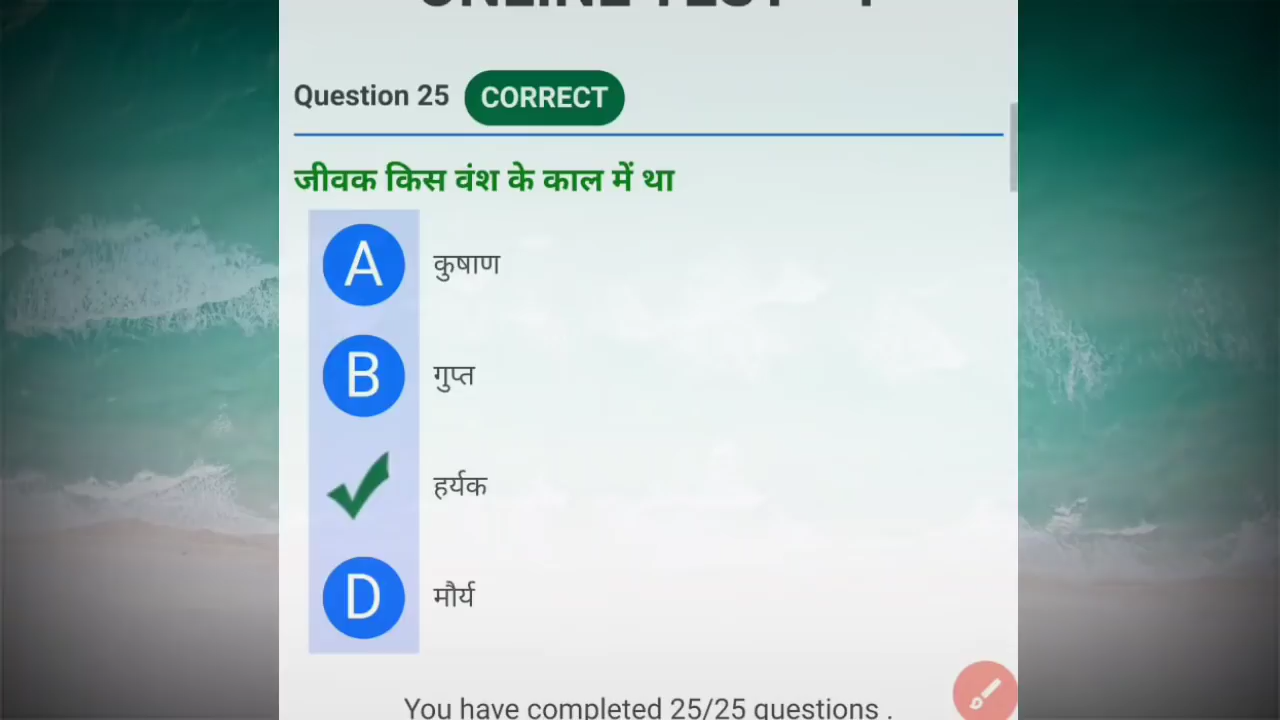 Question 25 CORRECT
जीवक किस वंश के काल में था
A कुषाण
B गुप्त
हर्यक
D मौर्य
You have completed 25/25 questions .